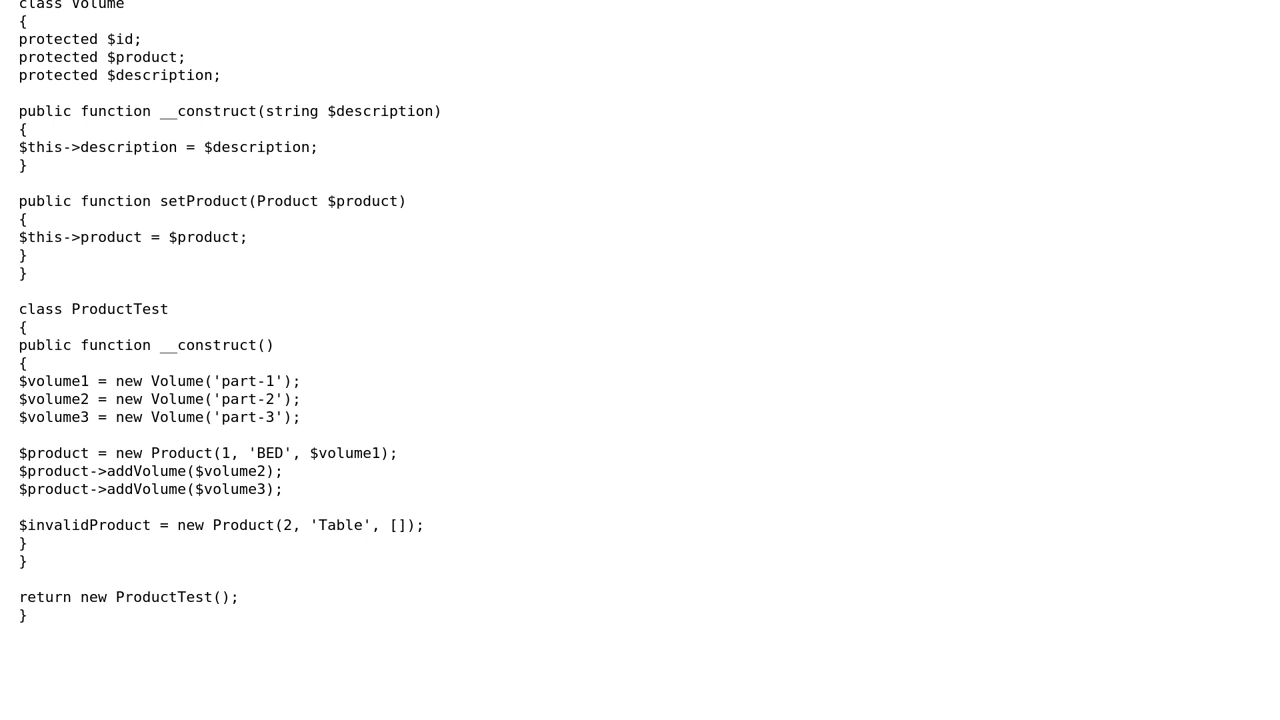 class Volume
{
protected $id;
protected $product;
protected $description;

public function __construct(string $description)
{
$this->description = $description;
}

public function setProduct(Product $product)
{
$this->product = $product;
}
}

class ProductTest
{
public function __construct()
{
$volume1 = new Volume('part-1');
$volume2 = new Volume('part-2');
$volume3 = new Volume('part-3');

$product = new Product(1, 'BED', $volume1);
$product->addVolume($volume2);
$product->addVolume($volume3);

$invalidProduct = new Product(2, 'Table', []);
}
}

return new ProductTest();
}